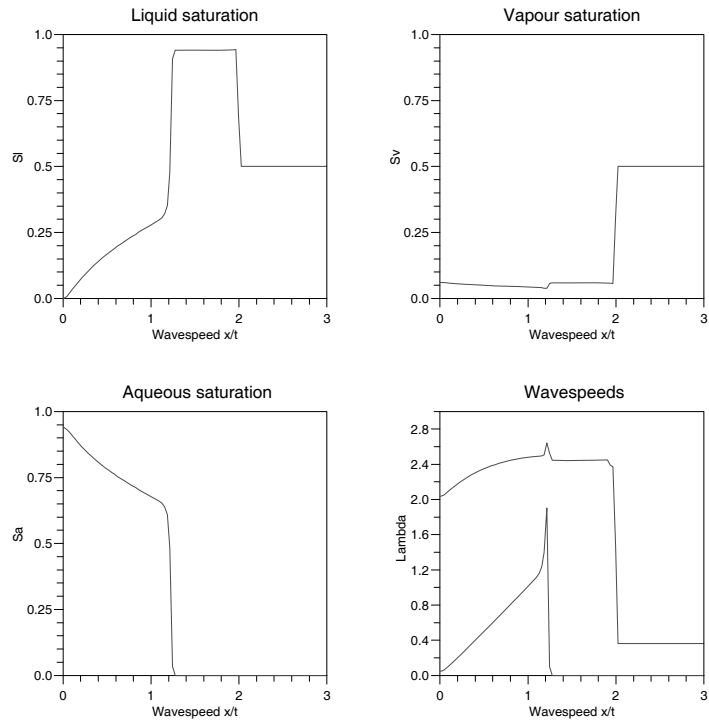 Liquid saturation
1.0
0.75
Sl
0.5
0.25
0.0
0 1 2 3
Wavespeed x/t
Vapour saturation
1.0
0.75
Sv
0.5
0.25
0.0
0 1 2 3
Wavespeed x/t
Aqueous saturation
1.0
0.75
Sa
0.5
0.25
0.0
0 1 2 3
Wavespeed x/t
Wavespeeds
2.8
2.4
2.0
1.6
Lambda
1.2
0.8
0.4
0.0
0 1 2 3
Wavespeed x/t